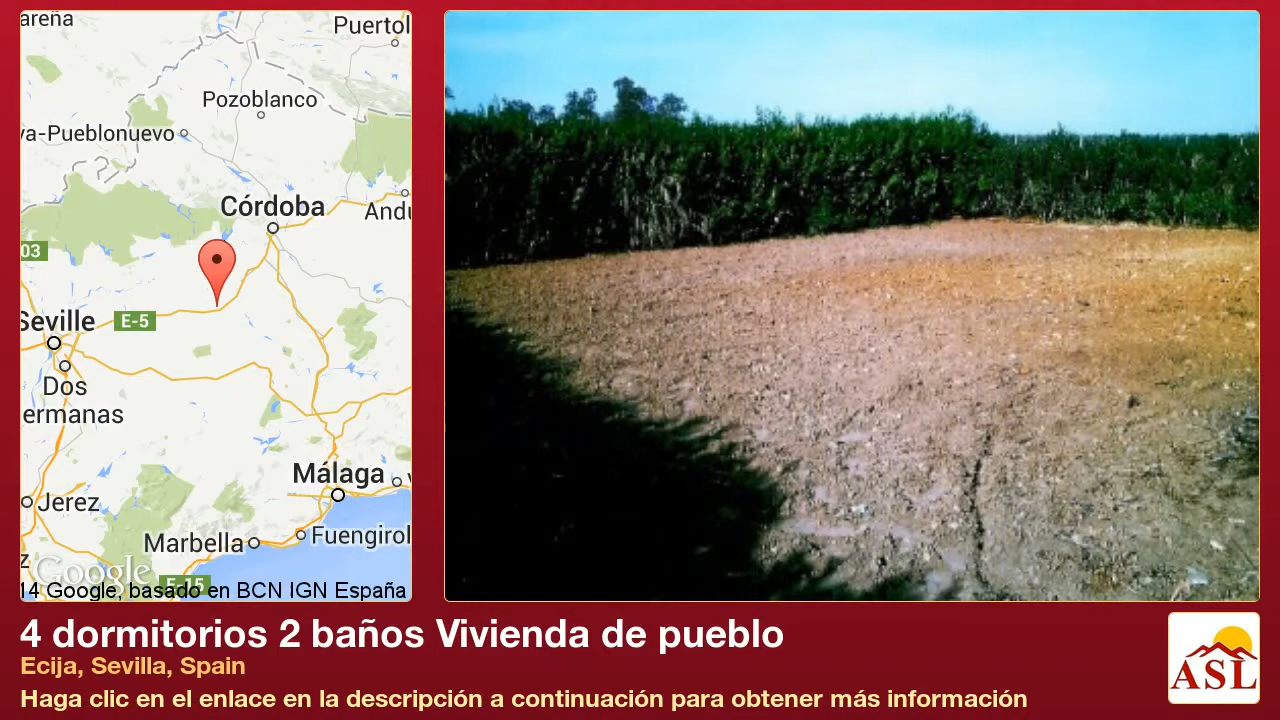 areña
Puertol
Pozoblanco
va-Pueblonuevo
Córdoba
Andú
03
Seville
E-5
Dos
ermanas
Málaga
Jerez
Marbella
Fuengirol
z
Google
E-15
14 Google, basado en BCN IGN España
4 dormitorios 2 baños Vivienda de pueblo
Ecija, Sevilla, Spain
Haga clic en el enlace en la descripción a continuación para obtener más información
ASL